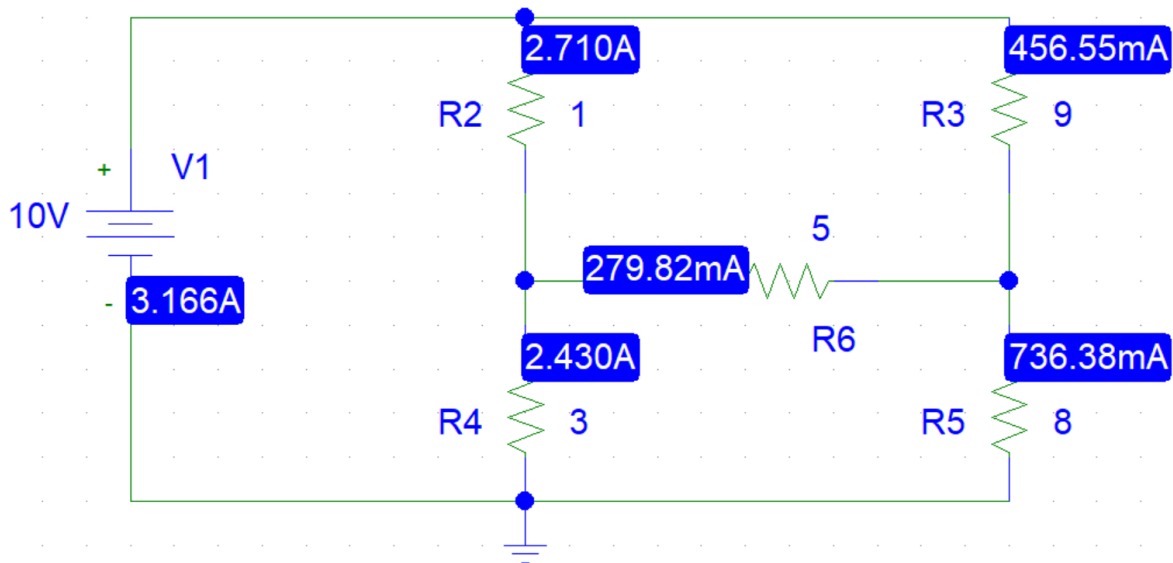 2.710A
456.55mA
R2 1
R3 9
+
V1
10V
5
279.82mA
-
3.166A
R6
2.430A
736.38mA
R4 3
R5 8